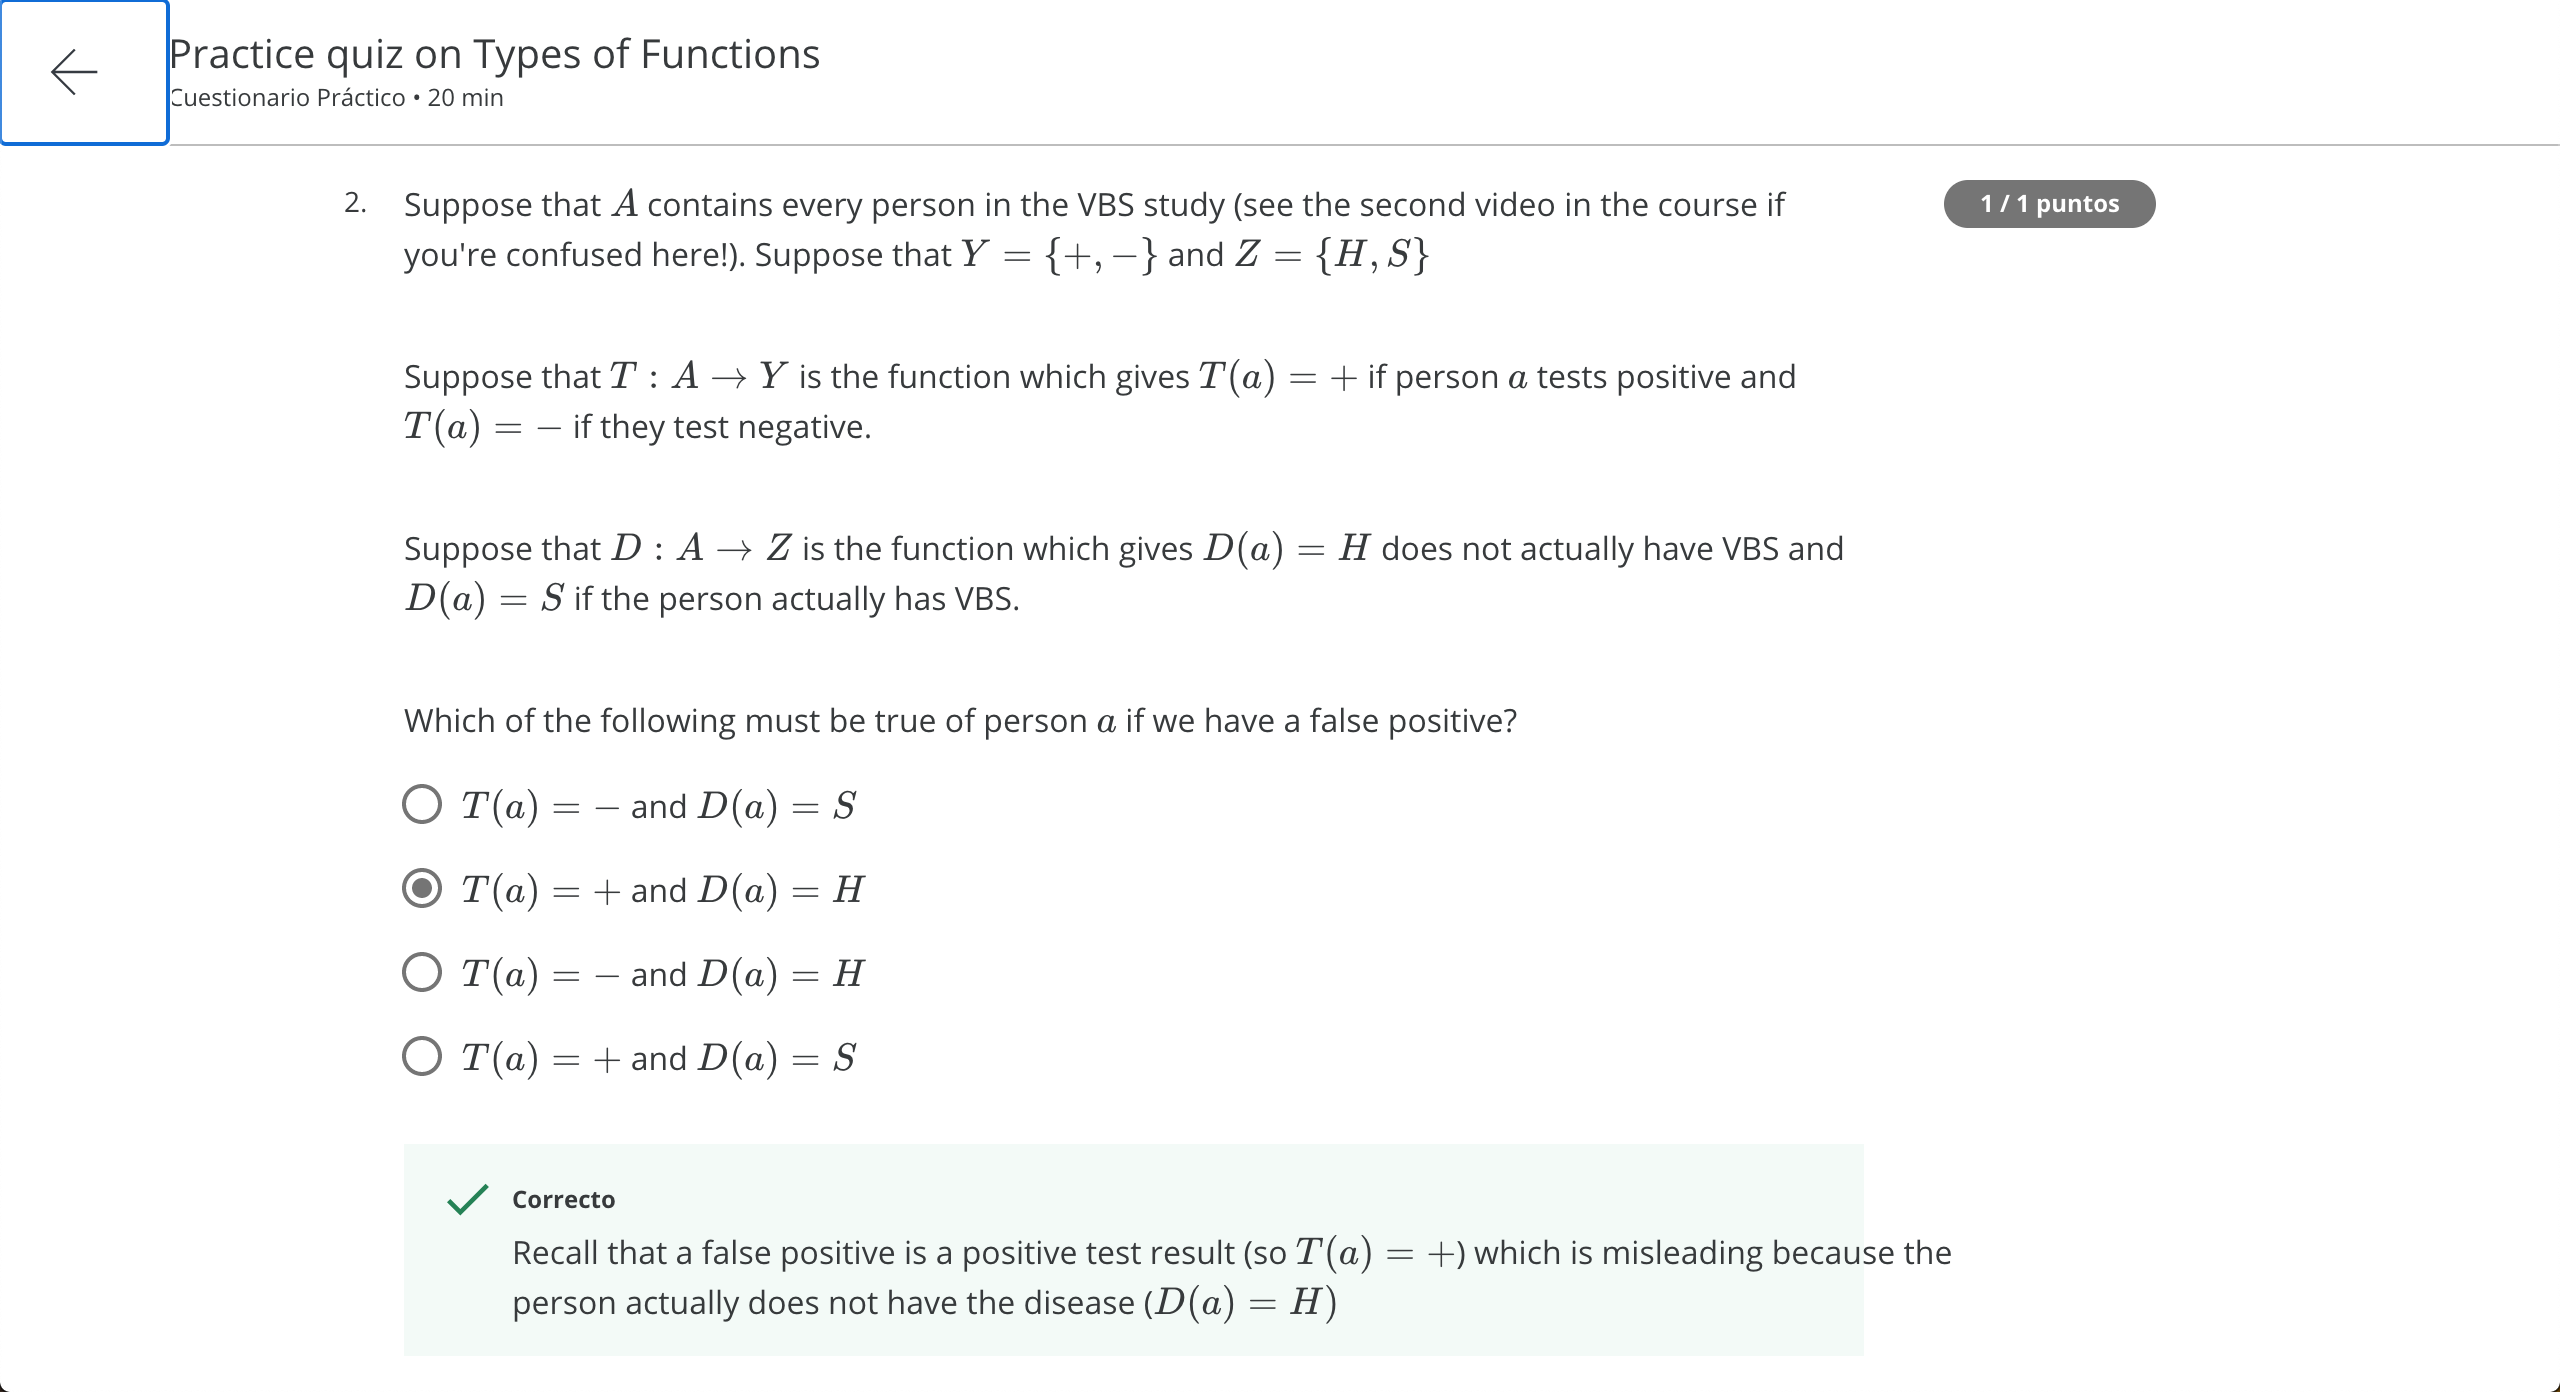 Practice quiz on Types of Functions
Cuestionario Práctico • 20 min
2. Suppose that A contains every person in the VBS study (see the second video in the course if
1 / 1 puntos
you're confused here!). Suppose that Y = {+, −} and Z = {H, S}
Suppose that T : A → Y is the function which gives T(a) = + if person a tests positive and
T(a) = − if they test negative.
Suppose that D : A → Z is the function which gives D(a) = H does not actually have VBS and
D(a) = S if the person actually has VBS.
Which of the following must be true of person a if we have a false positive?
T(a) = − and D(a) = S
T(a) = + and D(a) = H
T(a) = − and D(a) = H
T(a) = + and D(a) = S
Correcto
Recall that a false positive is a positive test result (so T(a) = +) which is misleading because the
person actually does not have the disease (D(a) = H)